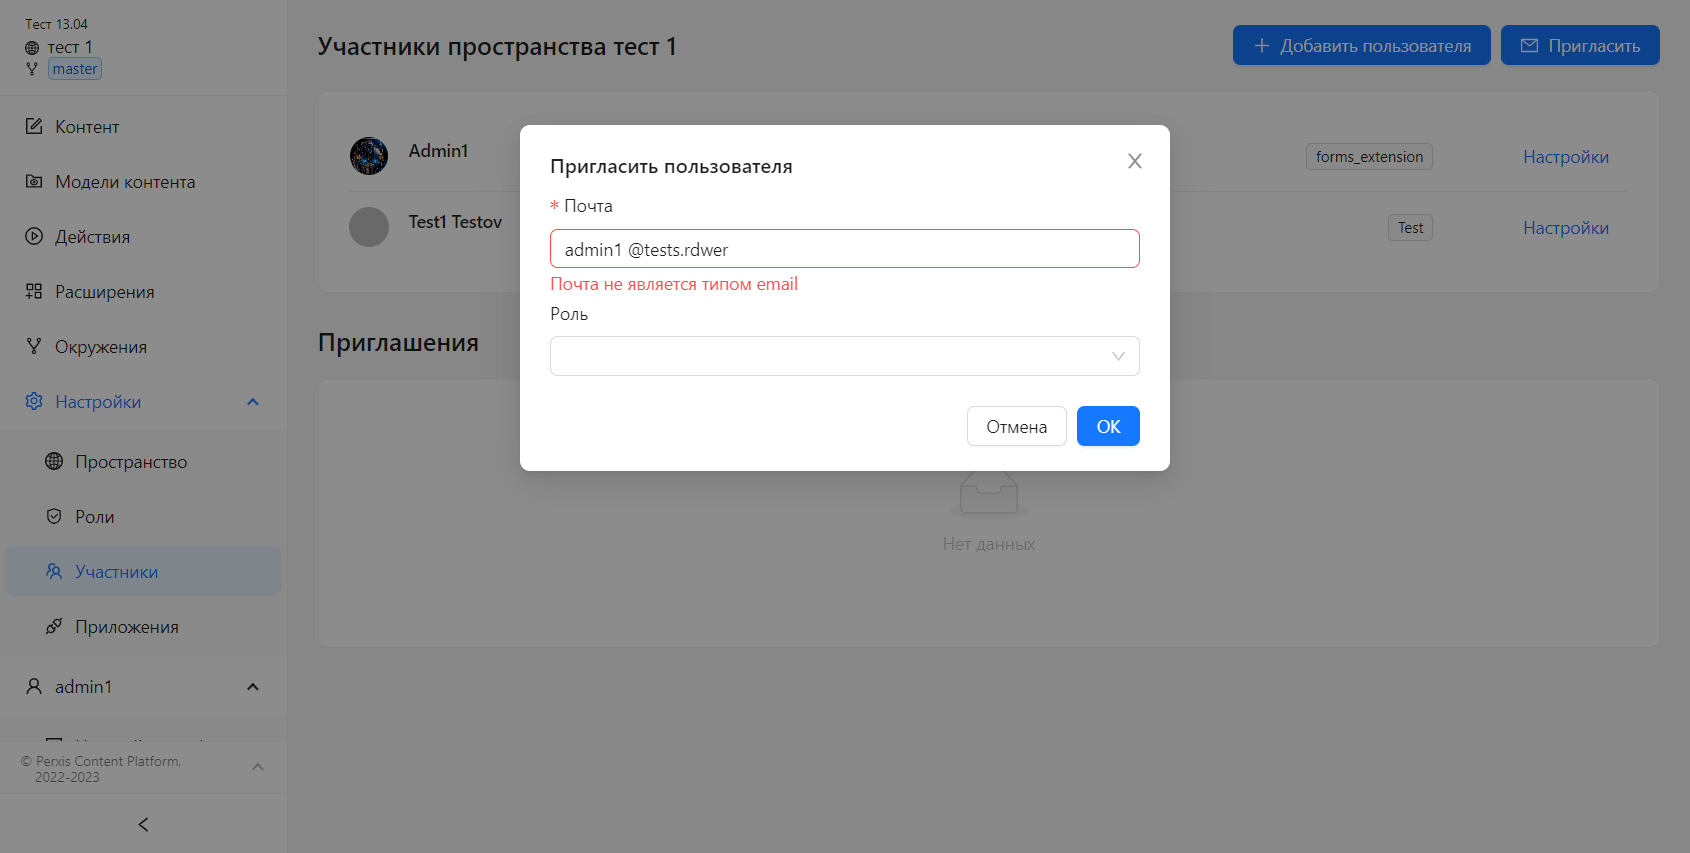 Тест 13.04
тест 1
master
Контент
Модели контента
Действия
Расширения
Окружения
Настройки
Пространство
Роли
Участники
Приложения
admin1
© Perxis Content Platform,
2022-2023
Участники пространства тест 1
Добавить пользователя
Пригласить
Admin1
forms_extension
Настройки
Test1 Testov
Test
Настройки
Приглашения
Нет данных
Пригласить пользователя
* Почта
admin1 @tests.rdwer
Почта не является типом email
Роль
Отмена
OK